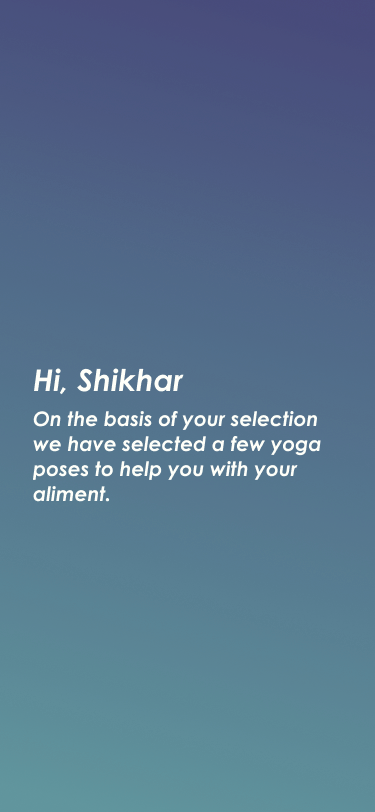 Hi, Shikhar
On the basis of your selection
we have selected a few yoga
poses to help you with your
aliment.